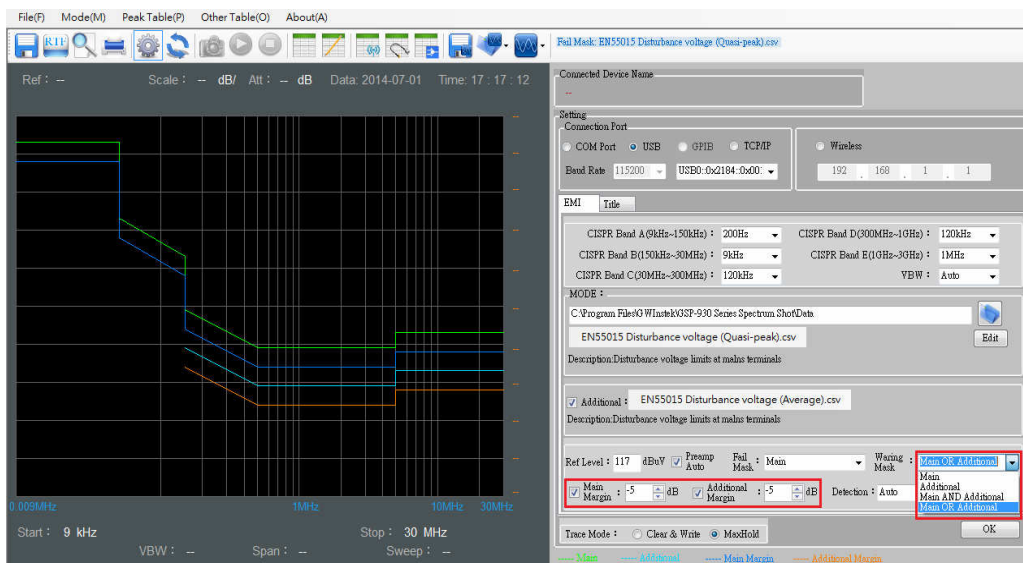 File(F) Mode(M) Peak Table(P) Other Table(O) About(A)
RTF
Fail Mask: EN55015 Disturbance voltage (Quasi-peak).csv
Ref : -- Scale : -- dB/ Att : -- dB Data: 2014-07-01 Time: 17 : 17 : 12
0.009MHz 1MHz 10MHz 30MHz
Start : 9 kHz Stop : 30 MHz
VBW : -- Span : -- Sweep : --
Connected Device Name
--
Setting
Connection Port
COM Port USB GPIB TCP/IP Wireless
Baud Rate 115200 USB0::0x2184::0x00: 192 . 168 . 1 . 1
EMI Title
CISPR Band A(9kHz~150kHz) : 200Hz CISPR Band D(300MHz~1GHz) : 120kHz
CISPR Band B(150kHz~30MHz) : 9kHz CISPR Band E(1GHz~3GHz) : 1MHz
CISPR Band C(30MHz~300MHz) : 120kHz VBW : Auto
MODE :
C:\Program Files\GWInstek\GSP-930 Series Spectrum Shot\Data
EN55015 Disturbance voltage (Quasi-peak).csv Edit
Description:Disturbance voltage limits at malns terminals
Additional : EN55015 Disturbance voltage (Average).csv
Description:Disturbance voltage limits at malns terminals
Ref Level : 117 dBuV Preamp Auto Fail Mask : Main Waring Mask : Main OR Additional
Main
Additional
Main AND Additional
Main OR Additional
Main Margin : -5 dB Additional Margin : -5 dB Detection : Auto
Trace Mode : Clear & Write MaxHold OK
----- Main ----- Additional ----- Main Margin ----- Additional Margin